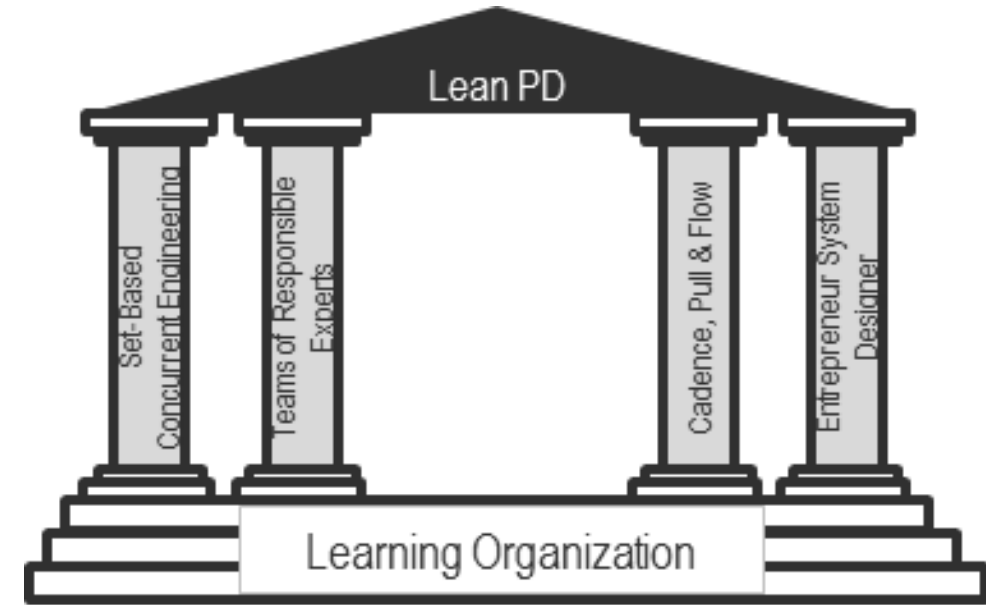 Lean PD
Set-Based
Concurrent Engineering
Teams of Responsible
Experts
Cadence, Pull & Flow
Entrepreneur System
Designer
Learning Organization